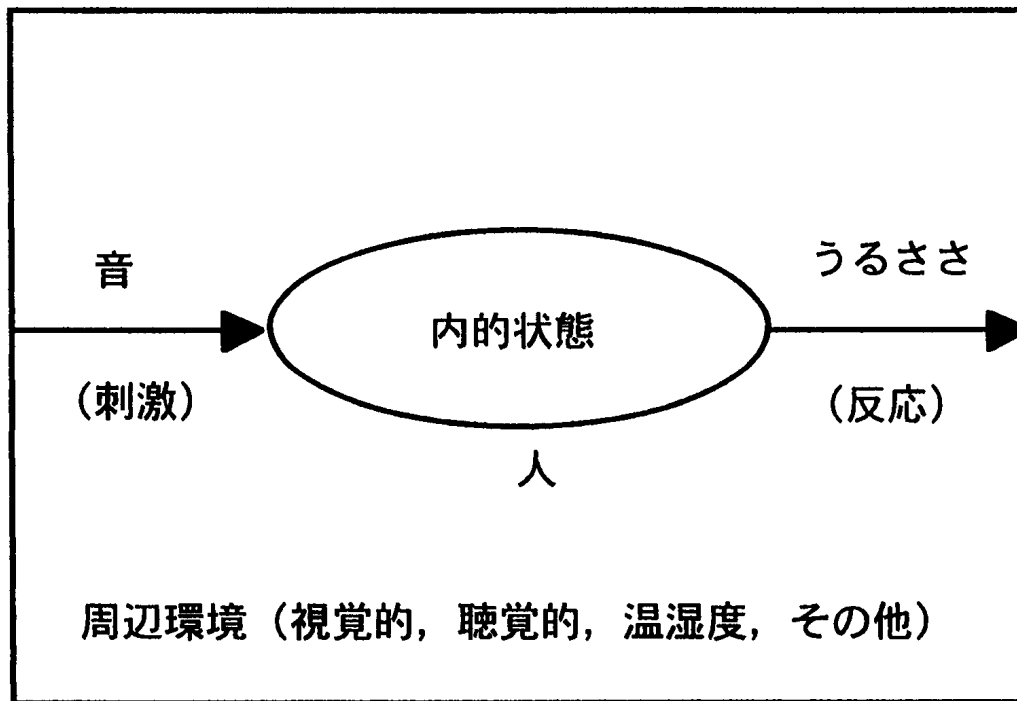 音
うるささ
内的状態
（刺激）
（反応）
人
周辺環境（視覚的，聴覚的，温湿度，その他）